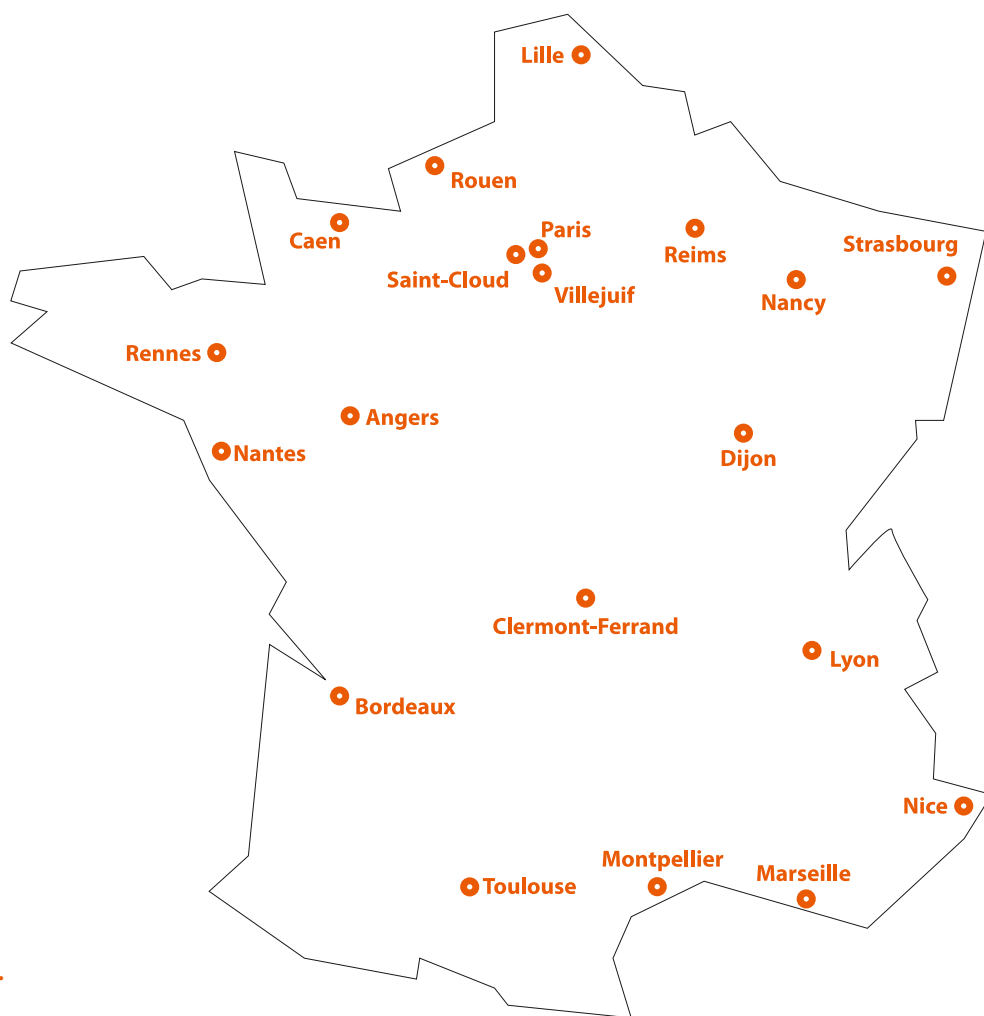 Lille
Rouen
Paris
Caen
Strasbourg
Reims
Saint-Cloud
Villejuif
Nancy
Rennes
Angers
Nantes
Dijon
Clermont-Ferrand
Lyon
Bordeaux
Nice
Montpellier
Marseille
Toulouse